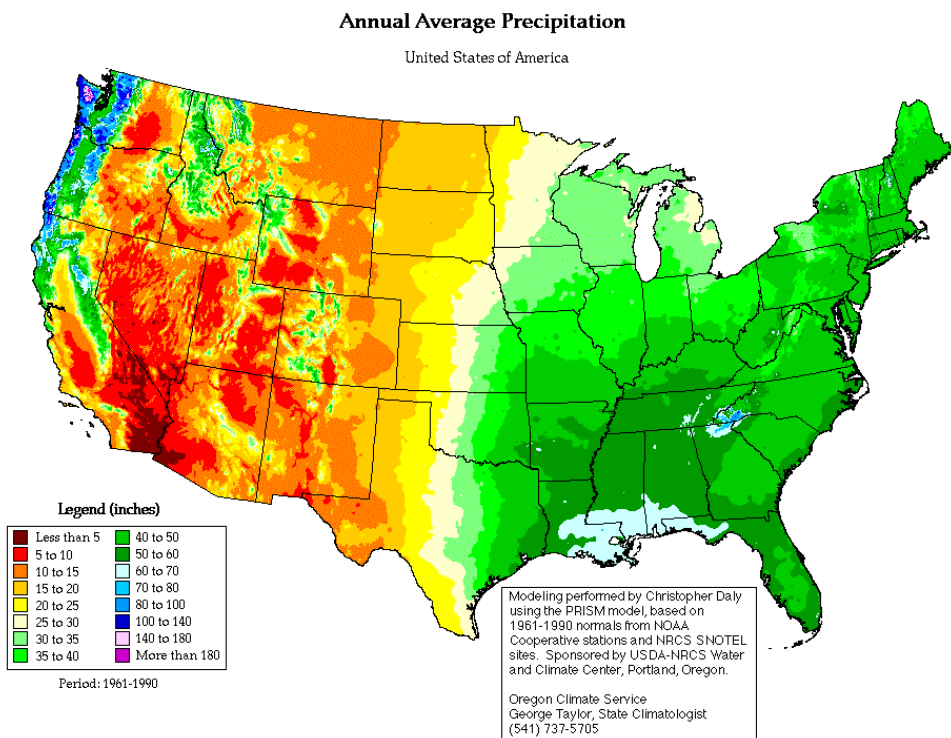 Annual Average Precipitation
United States of America
Legend (inches)
Less than 5
5 to 10
10 to 15
15 to 20
20 to 25
25 to 30
30 to 35
35 to 40
40 to 50
50 to 60
60 to 70
70 to 80
80 to 100
100 to 140
140 to 180
More than 180
Period: 1961-1990
Modeling performed by Christopher Daly
using the PRISM model, based on
1961-1990 normals from NOAA
Cooperative stations and NRCS SNOTEL
sites. Sponsored by USDA-NRCS Water
and Climate Center, Portland, Oregon.
Oregon Climate Service
George Taylor, State Climatologist
(541) 737-5705